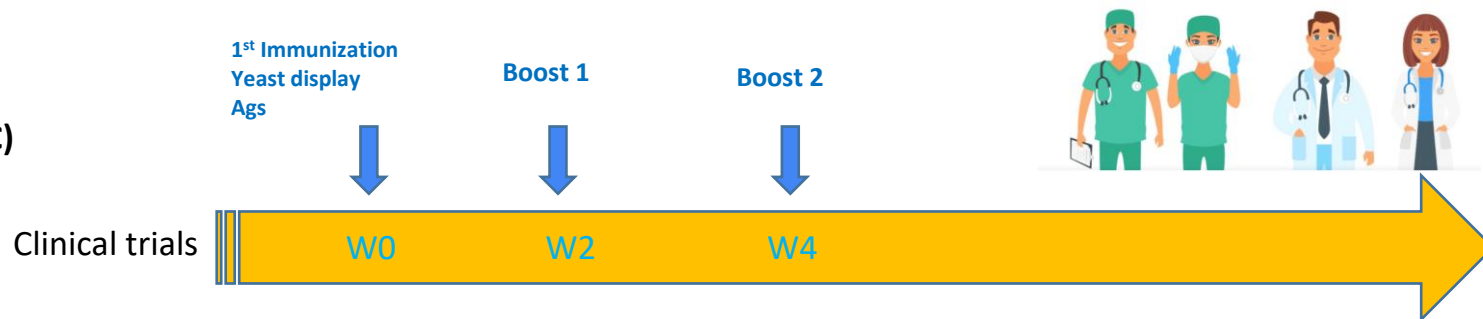 1st Immunization
Yeast display
Ags
Boost 1
Boost 2
)
Clinical trials
W0
W2
W4